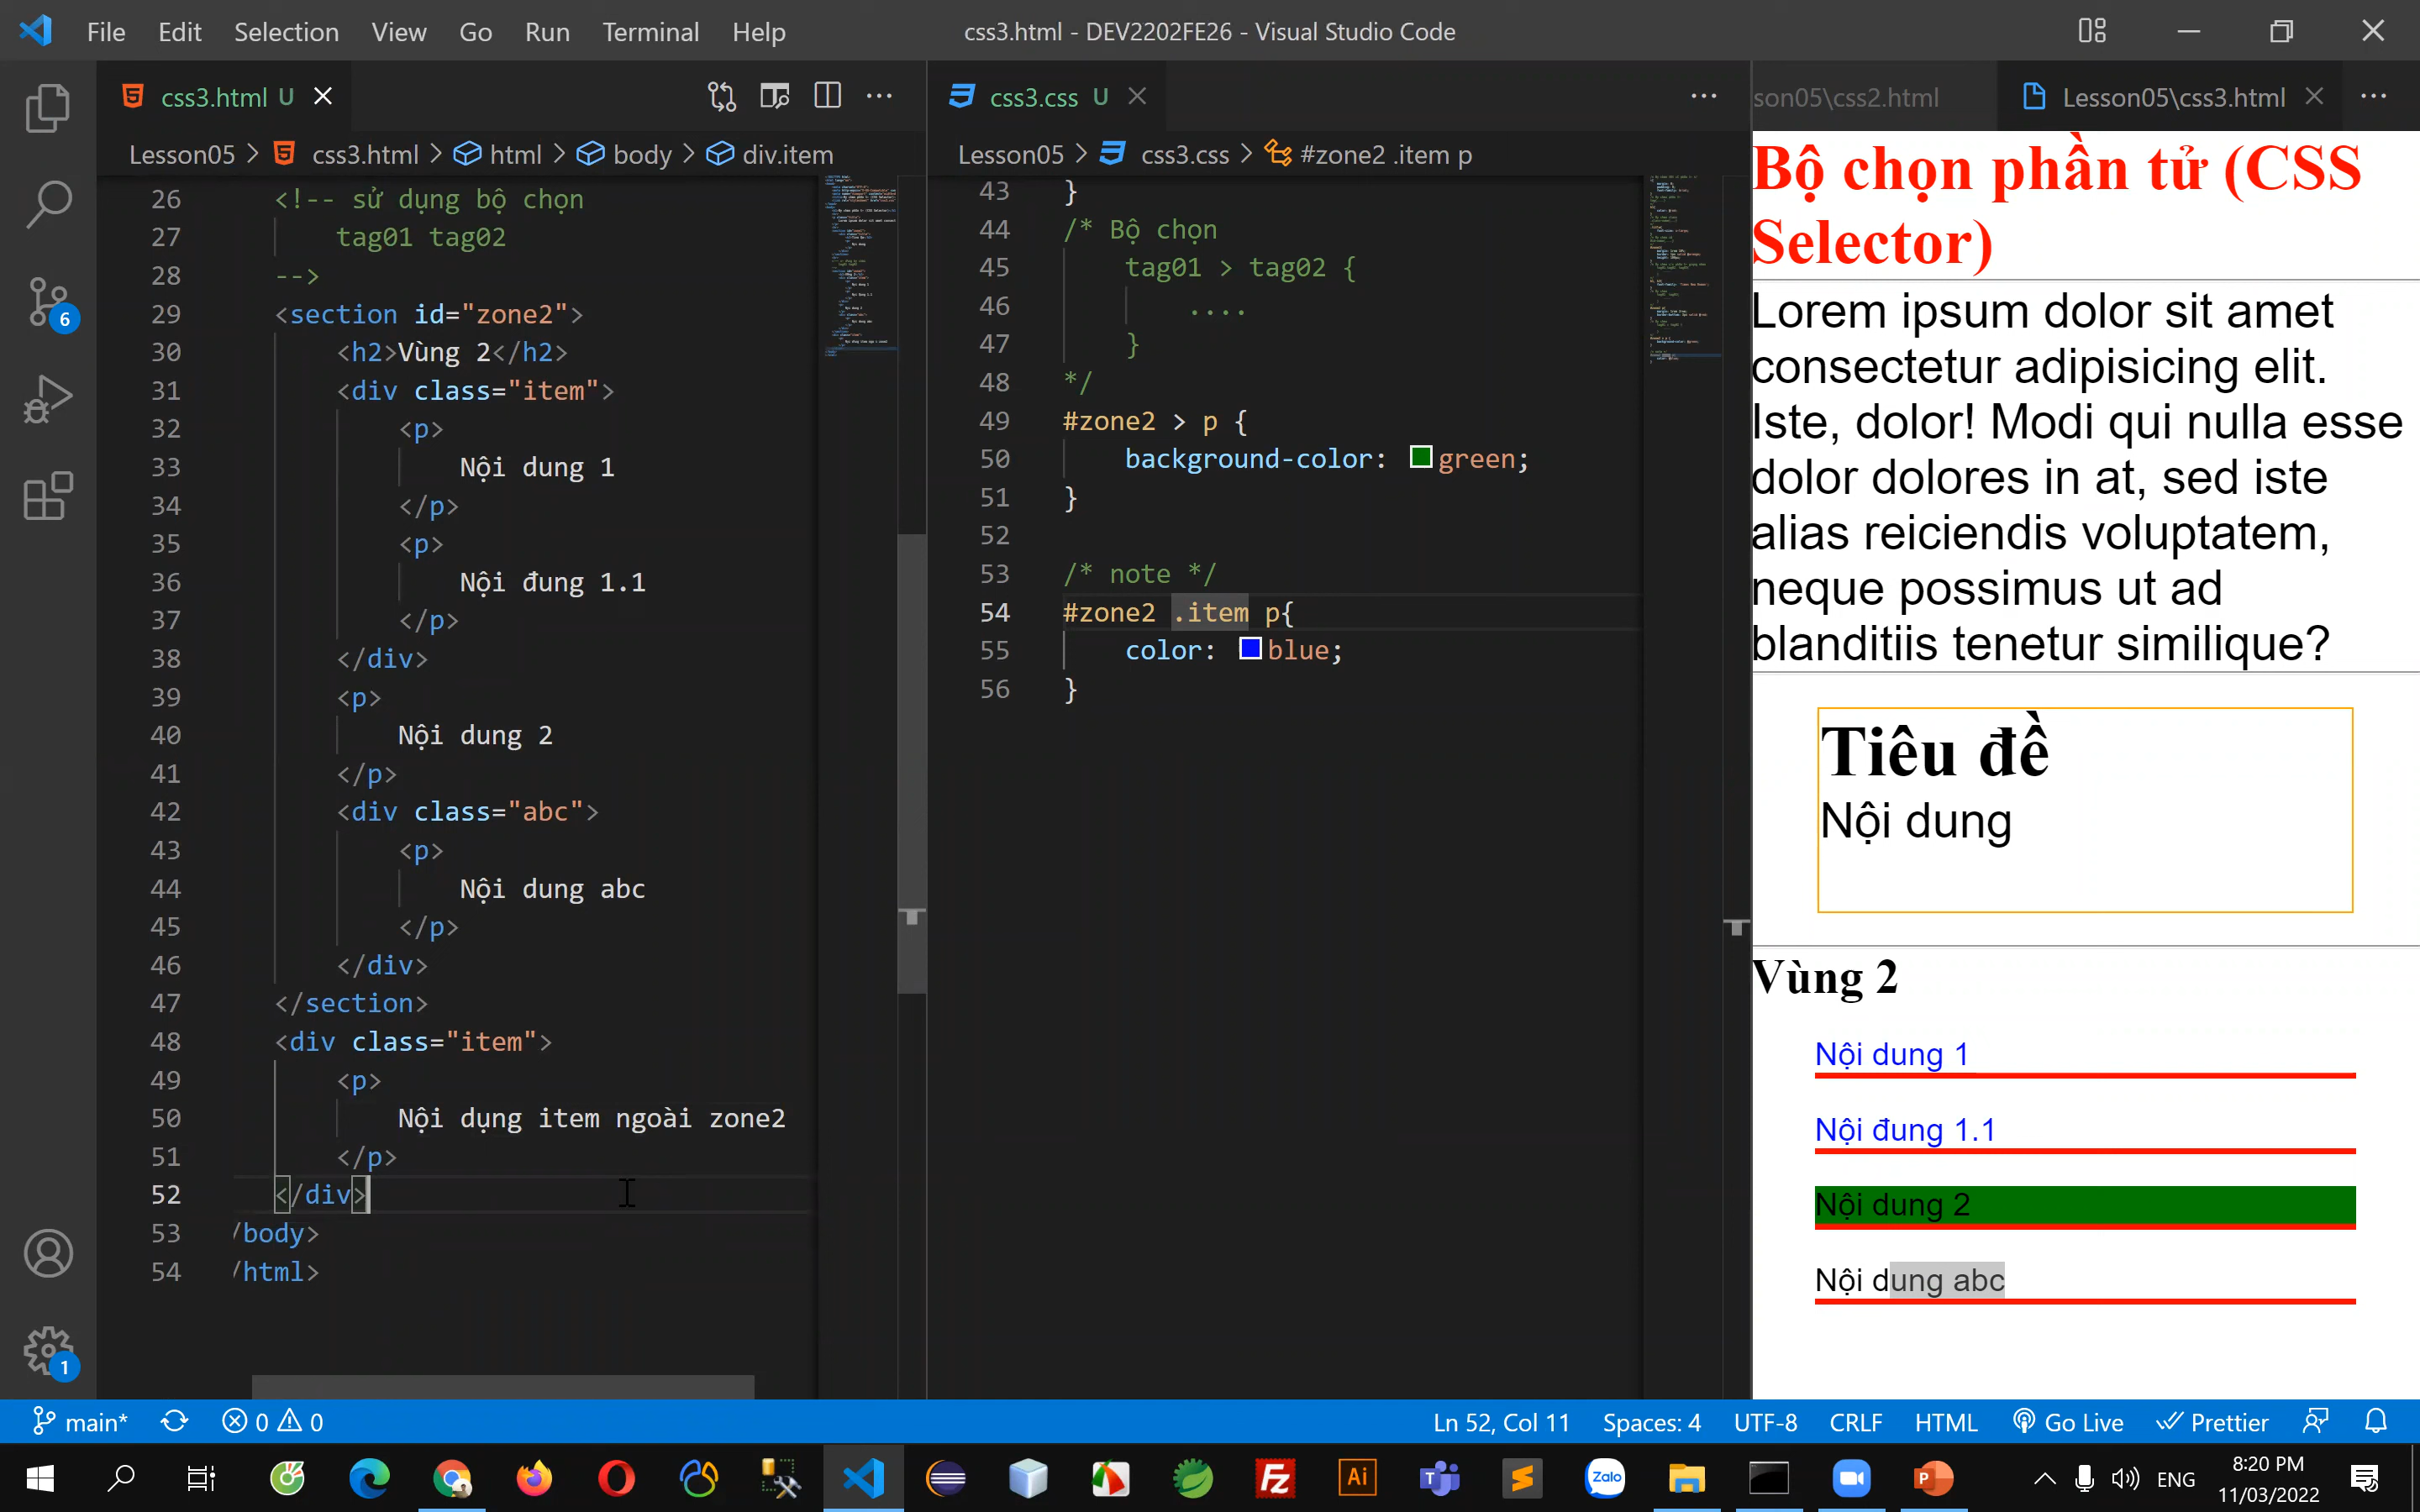 File Edit Selection View Go Run Terminal Help css3.html - DEV2202FE26 - Visual Studio Code
css3.html U
css3.css U
son05\css2.html
Lesson05\css3.html
Lesson05 > css3.html > html > body > div.item
Lesson05 > css3.css > #zone2 .item p
26 <!-- sử dụng bộ chọn
27 tag01 tag02
28 -->
29 <section id="zone2">
30 <h2>Vùng 2</h2>
31 <div class="item">
32 <p>
33 Nội dung 1
34 </p>
35 <p>
36 Nội đung 1.1
37 </p>
38 </div>
39 <p>
40 Nội dung 2
41 </p>
42 <div class="abc">
43 <p>
44 Nội dung abc
45 </p>
46 </div>
47 </section>
48 <div class="item">
49 <p>
50 Nội dụng item ngoài zone2
51 </p>
52 </div>
53 /body>
54 /html>
43 }
44 /* Bộ chọn
45 tag01 > tag02 {
46 ....
47 }
48 */
49 #zone2 > p {
50 background-color: green;
51 }
52
53 /* note */
54 #zone2 .item p{
55 color: blue;
56 }
Bộ chọn phần tử (CSS
Selector)
Lorem ipsum dolor sit amet
consectetur adipisicing elit.
Iste, dolor! Modi qui nulla esse
dolor dolores in at, sed iste
alias reiciendis voluptatem,
neque possimus ut ad
blanditiis tenetur similique?
Tiêu đề
Nội dung
Vùng 2
Nội dung 1
Nội đung 1.1
Nội dung 2
Nội dung abc
6
1
main* 0 0 Ln 52, Col 11 Spaces: 4 UTF-8 CRLF HTML Go Live Prettier
Fz Ai T S Zalo P ENG
8:20 PM
11/03/2022